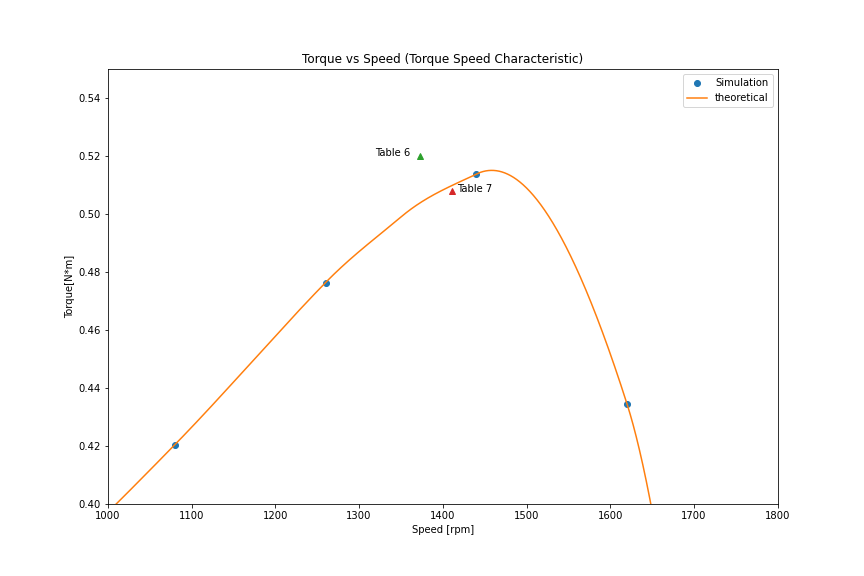 Torque vs Speed (Torque Speed Characteristic)
Simulation
theoretical
0.54
0.52
0.50
0.48
0.46
0.44
0.42
0.40
Torque[N*m]
Table 6
Table 7
1000 1100 1200 1300 1400 1500 1600 1700 1800
Speed [rpm]